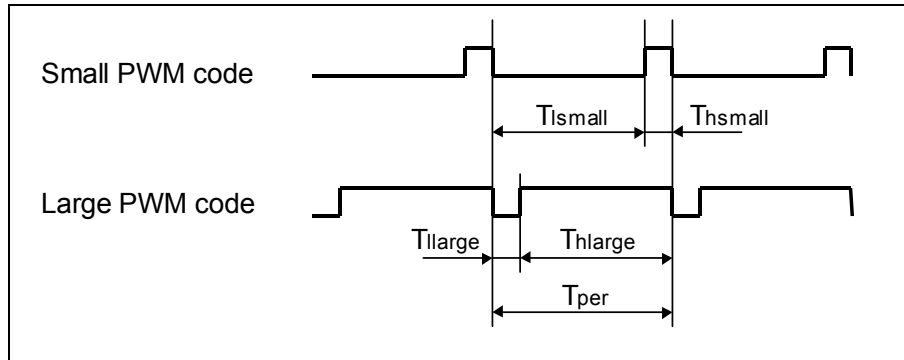 Small PWM code
Tlsmall
Thsmall
Large PWM code
Tllarge
Thlarge
Tper